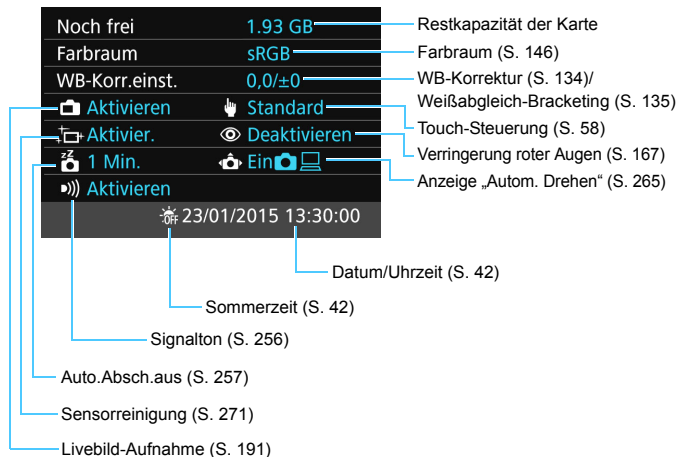 Noch frei 1.93 GB
Farbraum sRGB
WB-Korr.einst. 0,0/±0
Aktivieren Standard
Aktivier. Deaktivieren
zZ 1 Min. Ein
Aktivieren
OFF 23/01/2015 13:30:00
Restkapazität der Karte
Farbraum (S. 146)
WB-Korrektur (S. 134)/
Weißabgleich-Bracketing (S. 135)
Touch-Steuerung (S. 58)
Verringerung roter Augen (S. 167)
Anzeige „Autom. Drehen“ (S. 265)
Datum/Uhrzeit (S. 42)
Sommerzeit (S. 42)
Signalton (S. 256)
Auto.Absch.aus (S. 257)
Sensorreinigung (S. 271)
Livebild-Aufnahme (S. 191)